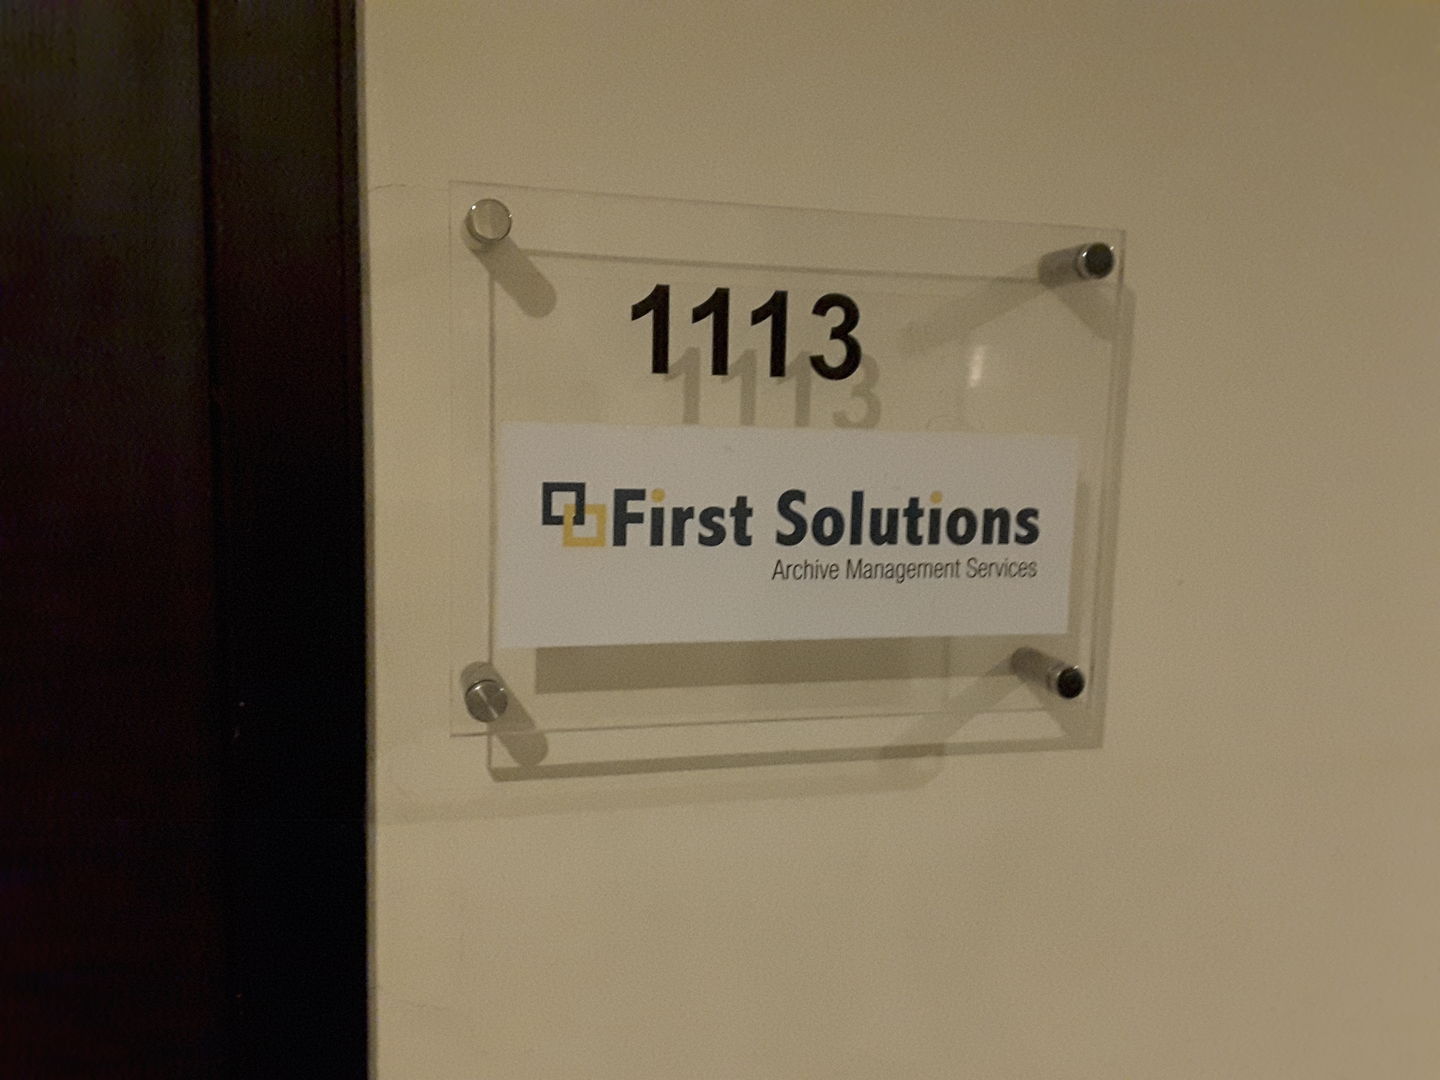 1113
First Solutions
Archive Management Services